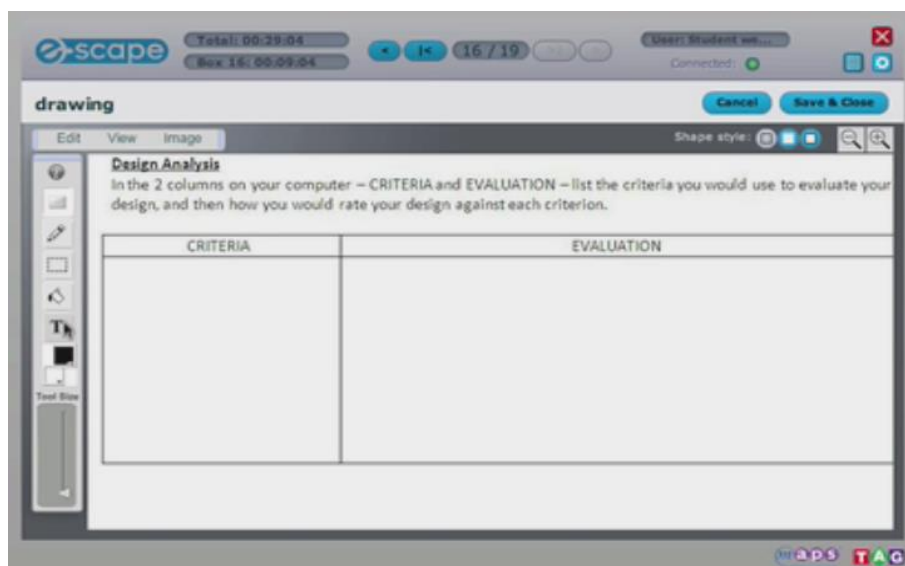 e-scape
Total: 00:29:04
Box 16: 00:09:04
16 / 19
User: Student we...
Connected:
drawing
Cancel
Save & Close
Edit View Image
Shape style:
Design Analysis
In the 2 columns on your computer – CRITERIA and EVALUATION – list the criteria you would use to evaluate your
design, and then how you would rate your design against each criterion.
CRITERIA
EVALUATION
T
Tool Size
maps TAG